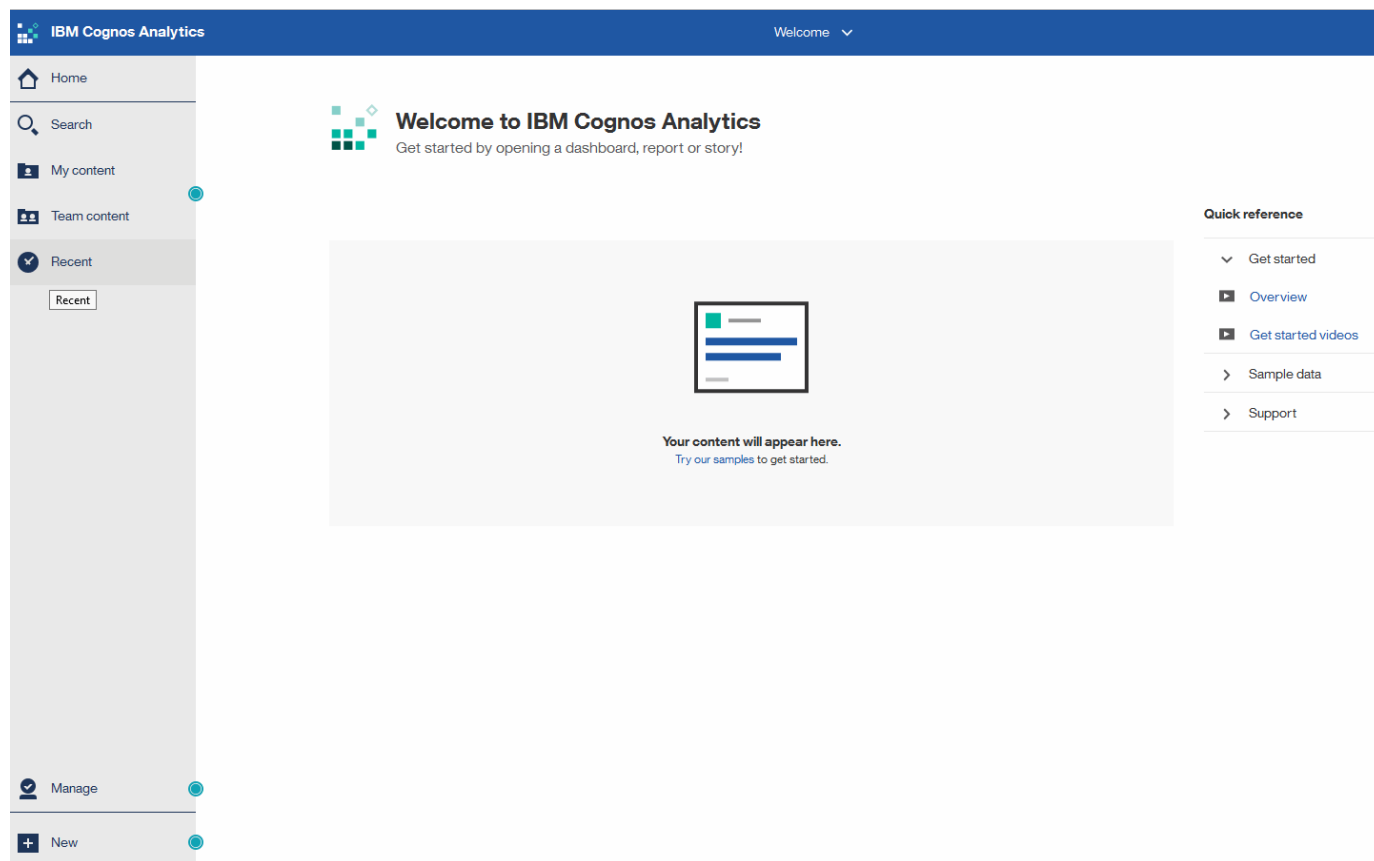 IBM Cognos Analytics
Welcome
Home
Search
My content
Team content
Recent
Recent
Manage
New
Welcome to IBM Cognos Analytics
Get started by opening a dashboard, report or story!
Your content will appear here.
Try our samples to get started.
Quick reference
Get started
Overview
Get started videos
Sample data
Support